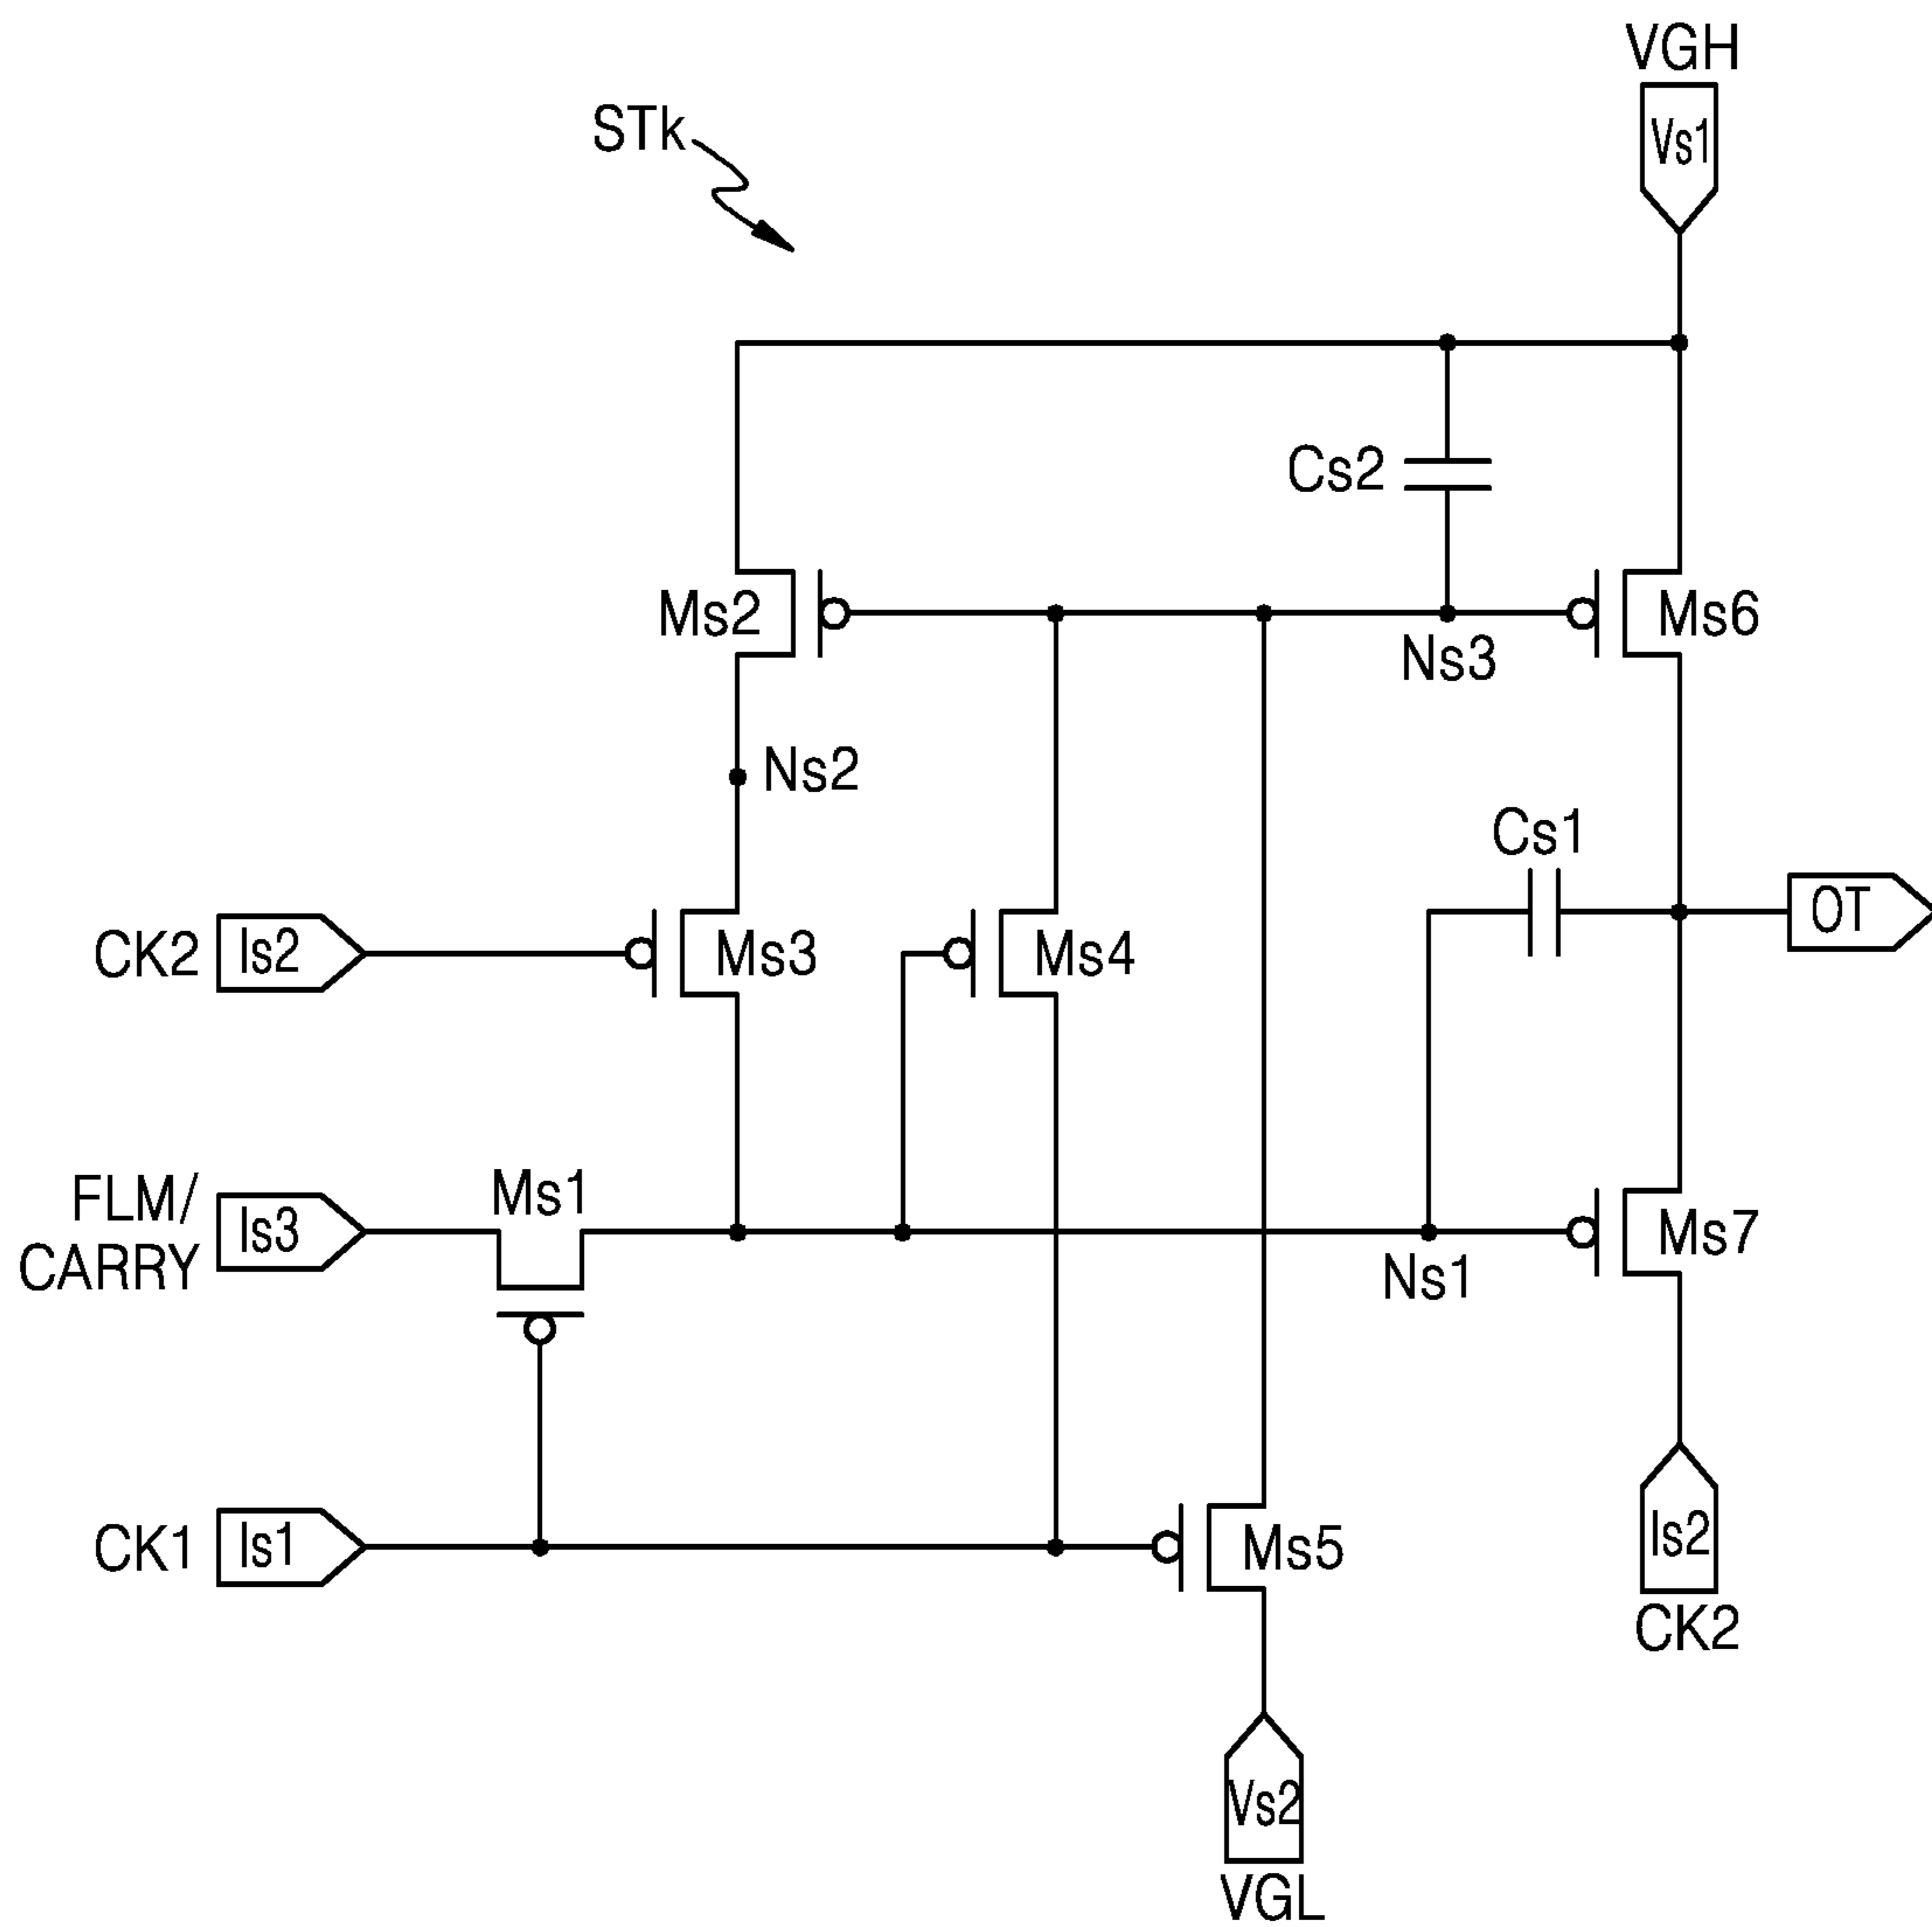 VGH
Vs1
STk
Cs2
Ms2
Ms6
Ns3
Ns2
Cs1
OT
CK2
Is2
Ms3
Ms4
FLM/
CARRY
Is3
Ms1
Ms7
Ns1
CK1
Is1
Ms5
Is2
CK2
Vs2
VGL